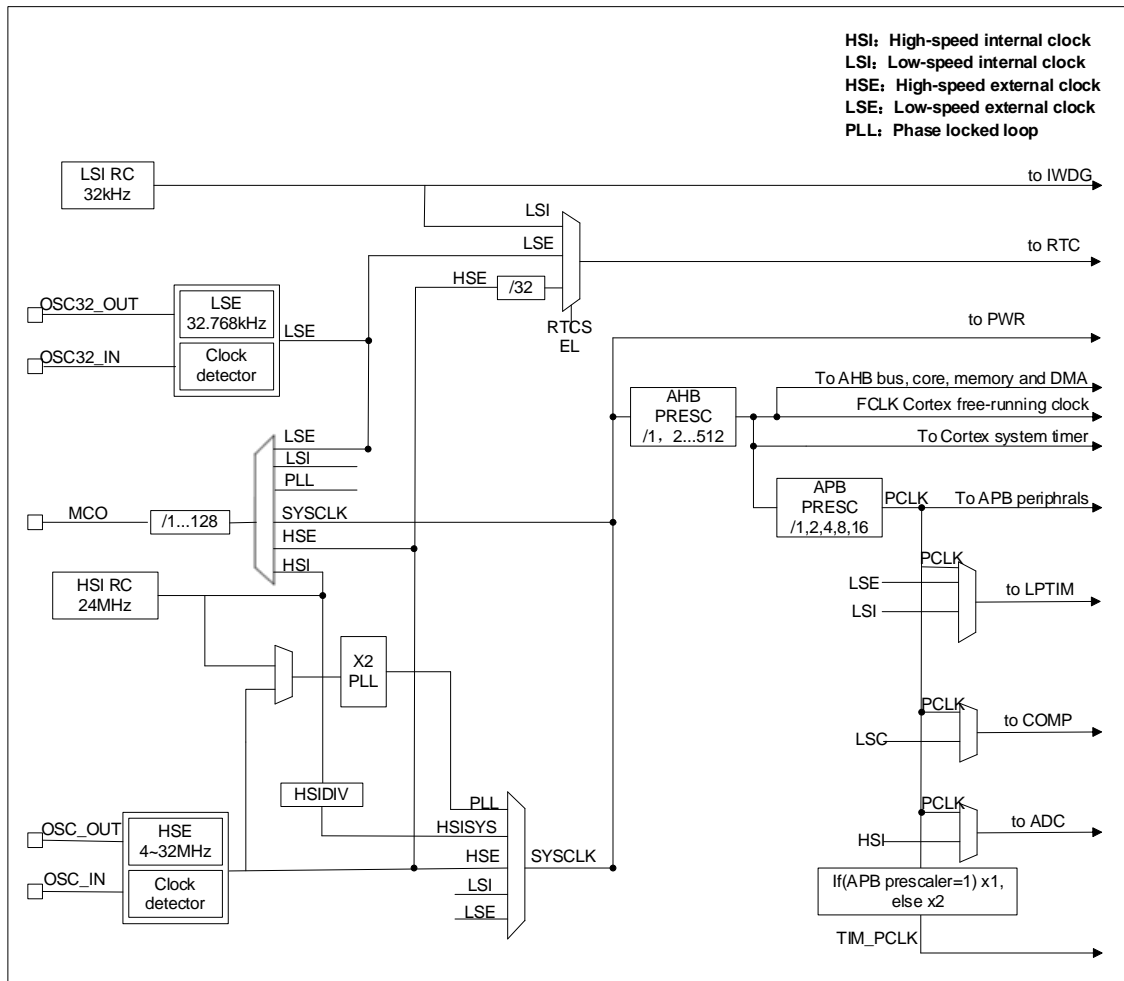 HSI：High-speed internal clock
LSI：Low-speed internal clock
HSE：High-speed external clock
LSE：Low-speed external clock
PLL：Phase locked loop
LSI RC
32kHz
to IWDG
LSI
LSE
HSE
/32
to RTC
RTCS
EL
OSC32_OUT
OSC32_IN
LSE
32.768kHz
Clock
detector
LSE
to PWR
AHB
PRESC
/1，2...512
To AHB bus, core, memory and DMA
FCLK Cortex free-running clock
To Cortex system timer
LSE
LSI
PLL
SYSCLK
HSE
HSI
MCO
/1...128
APB
PRESC
/1,2,4,8,16
PCLK
To APB periphrals
HSI RC
24MHz
PCLK
LSE
LSI
to LPTIM
X2
PLL
PCLK
LSC
to COMP
HSIDIV
PLL
HSISYS
HSE
LSI
LSE
SYSCLK
OSC_OUT
OSC_IN
HSE
4~32MHz
Clock
detector
PCLK
HSI
to ADC
If(APB prescaler=1) x1,
else x2
TIM_PCLK